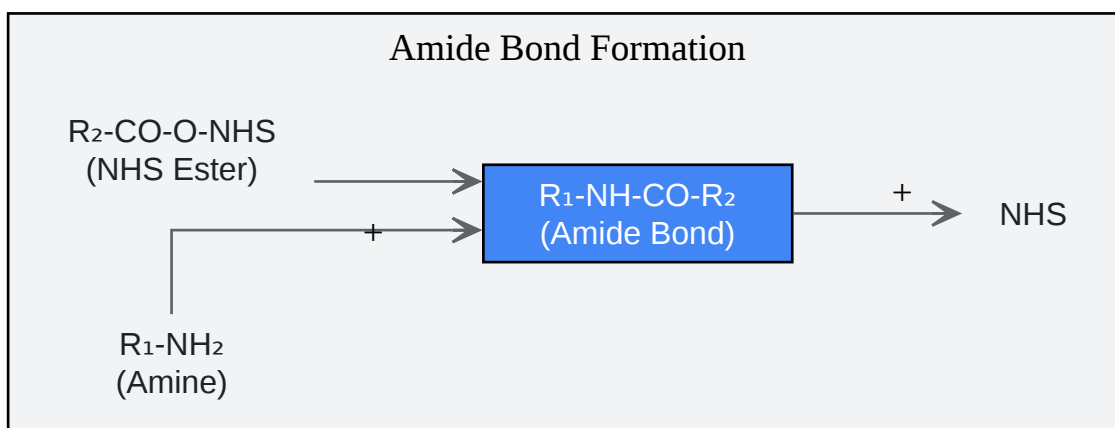 Amide Bond Formation
R₂-CO-O-NHS
(NHS Ester)
R₁-NH-CO-R₂
(Amide Bond)
+
NHS
+
R₁-NH₂
(Amine)